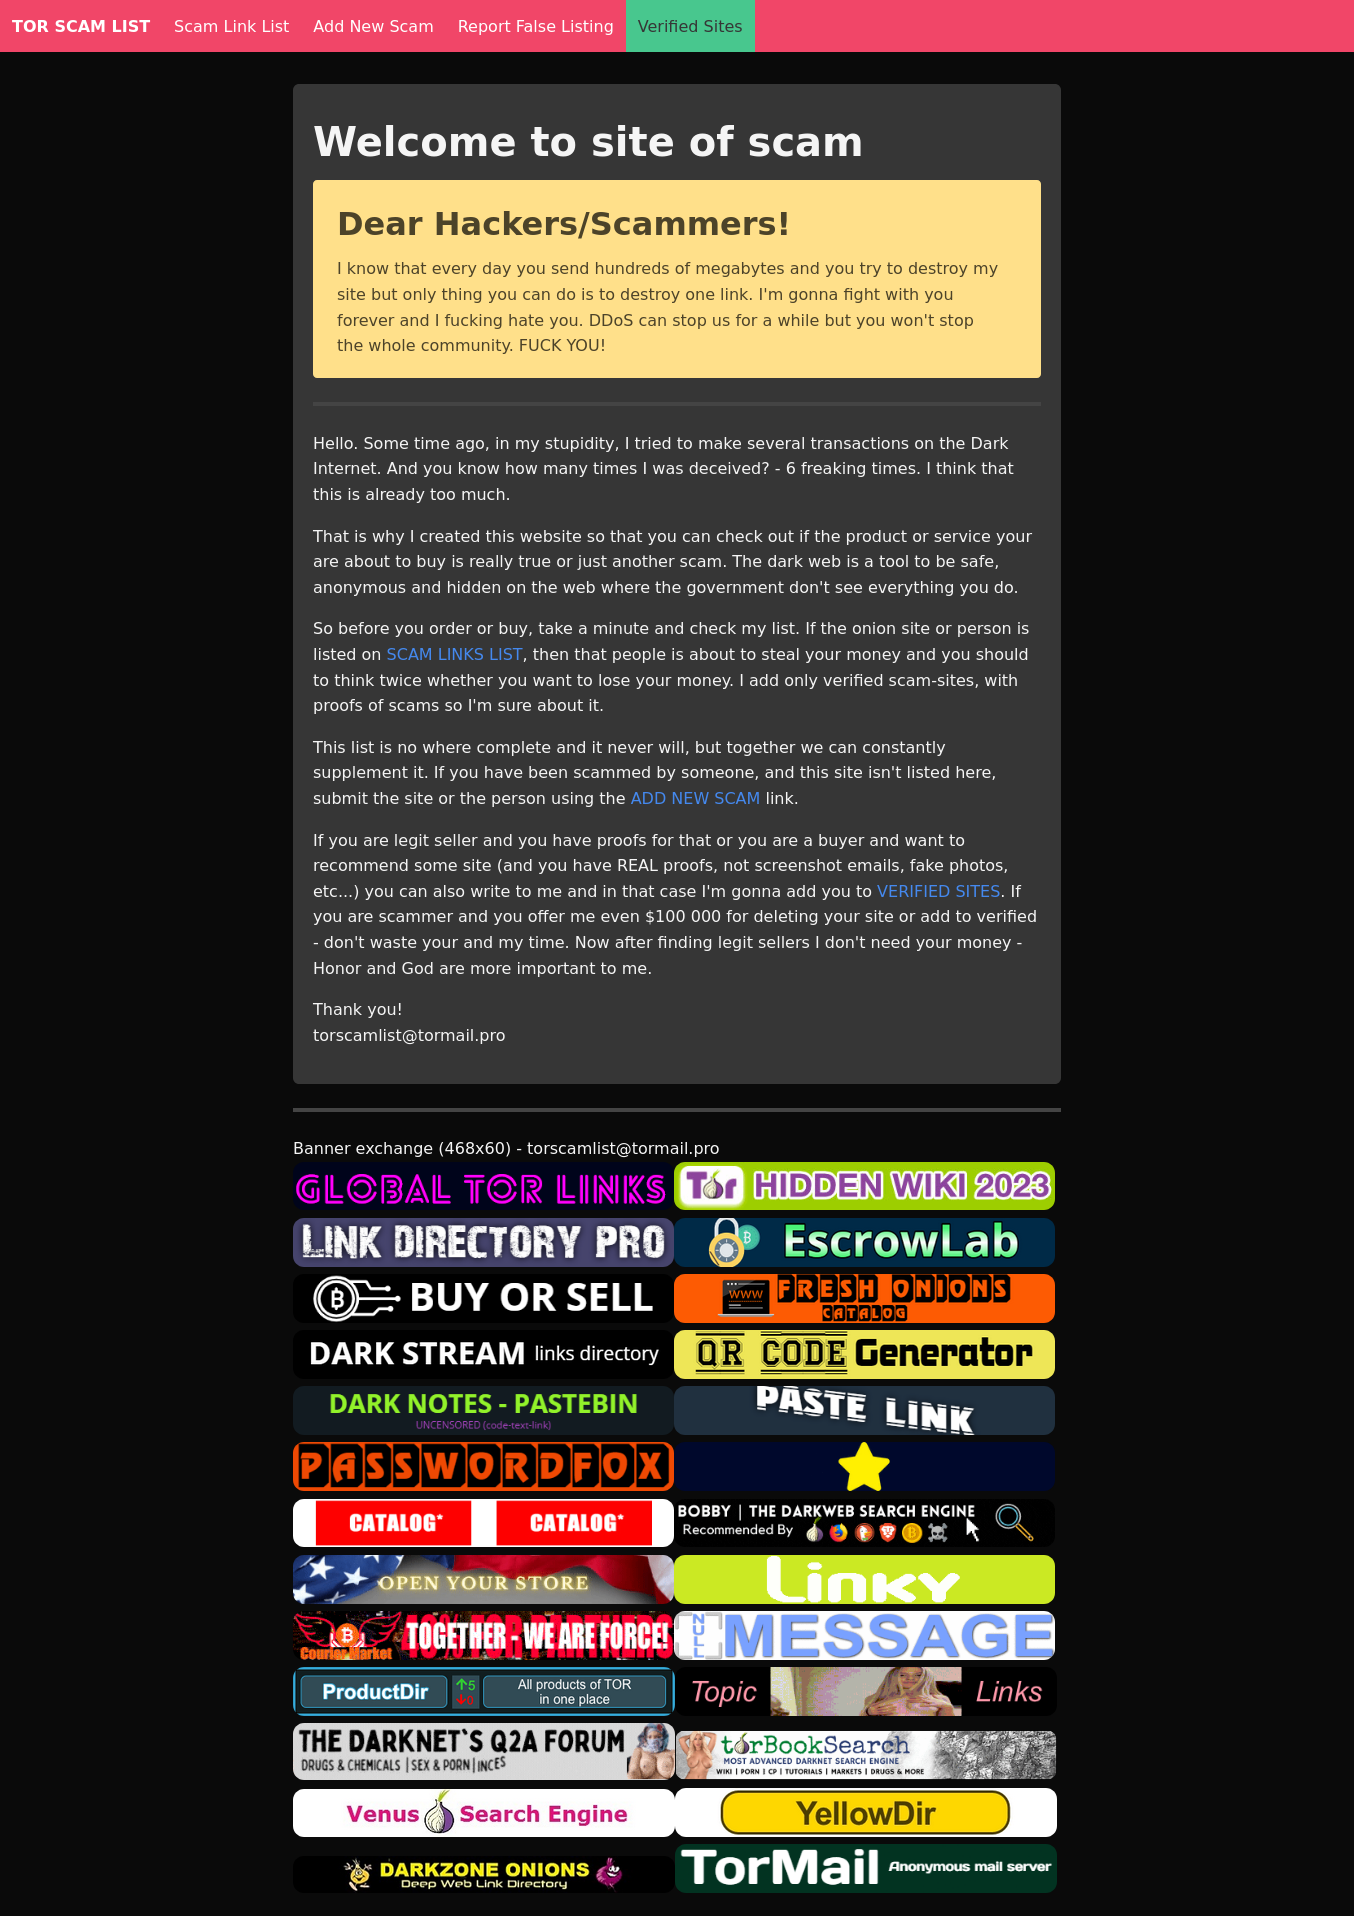 TOR SCAM LIST Scam Link List Add New Scam Report False Listing Verified Sites
Welcome to site of scam
Dear Hackers/Scammers!
I know that every day you send hundreds of megabytes and you try to destroy my
site but only thing you can do is to destroy one link. I'm gonna fight with you
forever and I fucking hate you. DDoS can stop us for a while but you won't stop
the whole community. FUCK YOU!
Hello. Some time ago, in my stupidity, I tried to make several transactions on the Dark
Internet. And you know how many times I was deceived? - 6 freaking times. I think that
this is already too much.
That is why I created this website so that you can check out if the product or service your
are about to buy is really true or just another scam. The dark web is a tool to be safe,
anonymous and hidden on the web where the government don't see everything you do.
So before you order or buy, take a minute and check my list. If the onion site or person is
listed on SCAM LINKS LIST, then that people is about to steal your money and you should
to think twice whether you want to lose your money. I add only verified scam-sites, with
proofs of scams so I'm sure about it.
This list is no where complete and it never will, but together we can constantly
supplement it. If you have been scammed by someone, and this site isn't listed here,
submit the site or the person using the ADD NEW SCAM link.
If you are legit seller and you have proofs for that or you are a buyer and want to
recommend some site (and you have REAL proofs, not screenshot emails, fake photos,
etc...) you can also write to me and in that case I'm gonna add you to VERIFIED SITES. If
you are scammer and you offer me even $100 000 for deleting your site or add to verified
- don't waste your and my time. Now after finding legit sellers I don't need your money -
Honor and God are more important to me.
Thank you!
torscamlist@tormail.pro
Banner exchange (468x60) - torscamlist@tormail.pro
GLOBAL TOR LINKS
Tor HIDDEN WIKI 2023
LINK DIRECTORY PRO
EscrowLab
BUY OR SELL
WWW FRESH ONIONS
CATALOG
DARK STREAM links directory
QR CODE Generator
DARK NOTES - PASTEBIN
UNCENSORED (code-text-link)
PASTE LINK
PASSWORDFOX
CATALOG* CATALOG*
BOBBY | THE DARKWEB SEARCH ENGINE
Recommended By
OPEN YOUR STORE
LINKY
Courier Market
TOGETHER - WE ARE FORCE!
NULL MESSAGE
ProductDir ↑5 ↓0 All products of TOR
in one place
Topic Links
THE DARKNET`S Q2A FORUM
DRUGS & CHEMICALS | SEX & PORN | INCES
torBookSearch
MOST ADVANCED DARKNET SEARCH ENGINE
WIKI | PORN | CP | TUTORIALS | MARKETS | DRUGS & MORE
Venus Search Engine
YellowDir
DARKZONE ONIONS
Deep Web Link Directory
TorMail Anonymous mail server